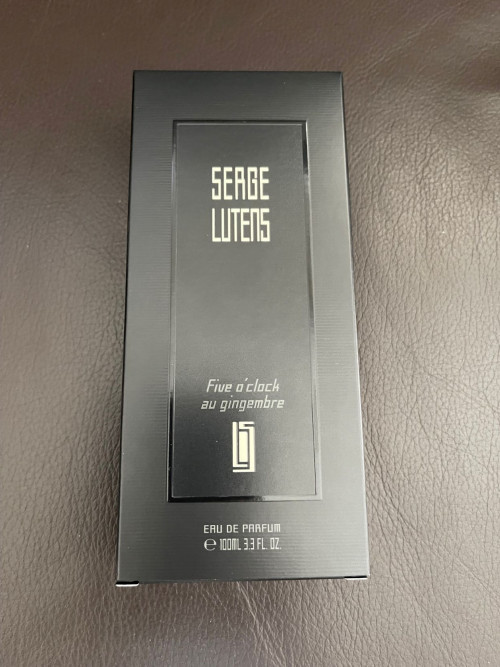 SERGE
LUTENS
Five o'clock
au gingembre
EAU DE PARFUM
℮ 100ML 3.3 FL. OZ.